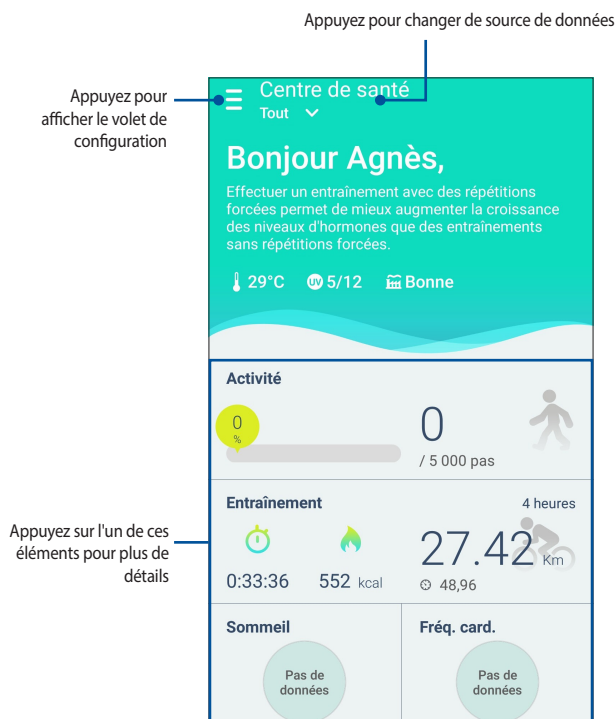 Appuyez pour changer de source de données
Appuyez pour
afficher le volet de
configuration
Centre de santé
Tout
Bonjour Agnès,
Effectuer un entraînement avec des répétitions
forcées permet de mieux augmenter la croissance
des niveaux d'hormones que des entraînements
sans répétitions forcées.
29°C UV 5/12 Bonne
Activité
0
%
0
/ 5 000 pas
Entraînement 4 heures
0:33:36 552 kcal
27.42 Km
48,96
Appuyez sur l'un de ces
éléments pour plus de
détails
Sommeil
Pas de
données
Fréq. card.
Pas de
données